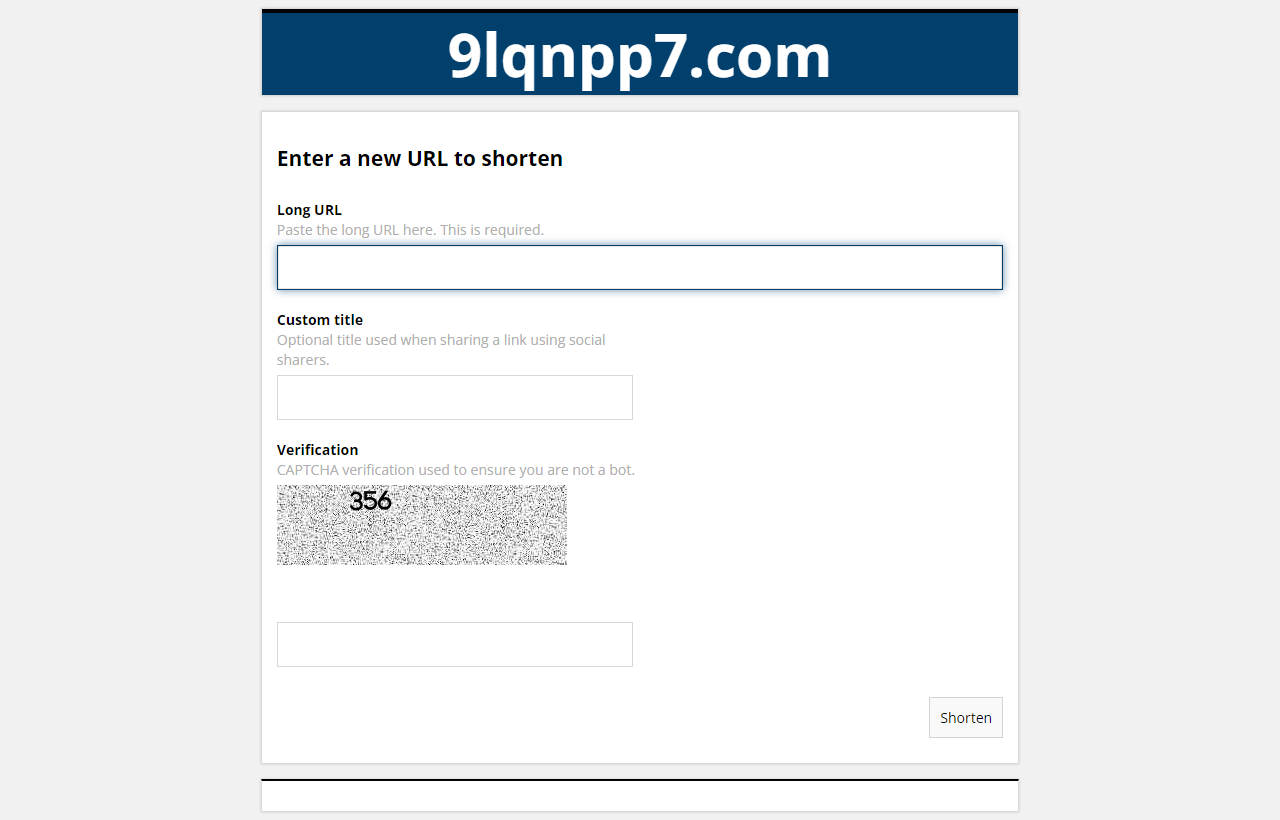 9lqnpp7.com
Enter a new URL to shorten
Long URL
Paste the long URL here. This is required.
Custom title
Optional title used when sharing a link using social
sharers.
Verification
CAPTCHA verification used to ensure you are not a bot.
356
Shorten